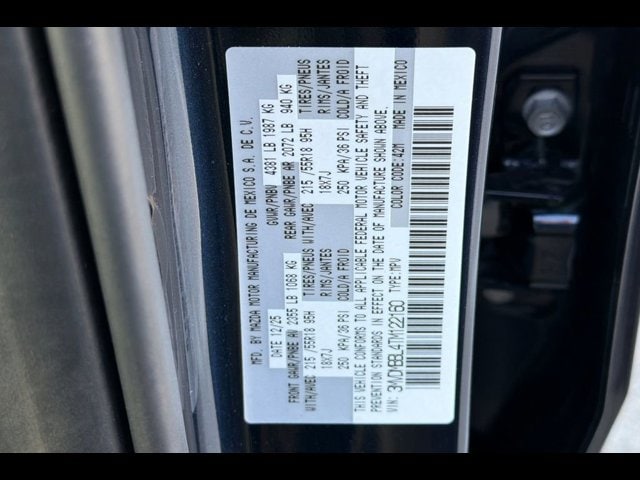 MFD. BY MAZDA MOTOR MANUFACTURING DE MEXICO S.A. DE C.V.
DATE 12/25 GVWR/PNBV 4381 LB 1987 KG
FRONT GAWR/PNBE AV 2355 LB 1068 KG REAR GAWR/PNBE AR 2072 LB 940 KG
WITH/AVEC 215 /55R18 95H TIRES/PNEUS WITH/AVEC 215 /55R18 95H TIRES/PNEUS
18X7J RIMS/JANTES 18X7J RIMS/JANTES
250 KPA/36 PSI COLD/A FROID 250 KPA/36 PSI COLD/A FROID
THIS VEHICLE CONFORMS TO ALL APPLICABLE FEDERAL MOTOR VEHICLE SAFETY AND THEFT
PREVENTION STANDARDS IN EFFECT ON THE DATE OF MANUFACTURE SHOWN ABOVE.
TYPE:MPV COLOR CODE:42M MADE IN MEXICO
VIN: